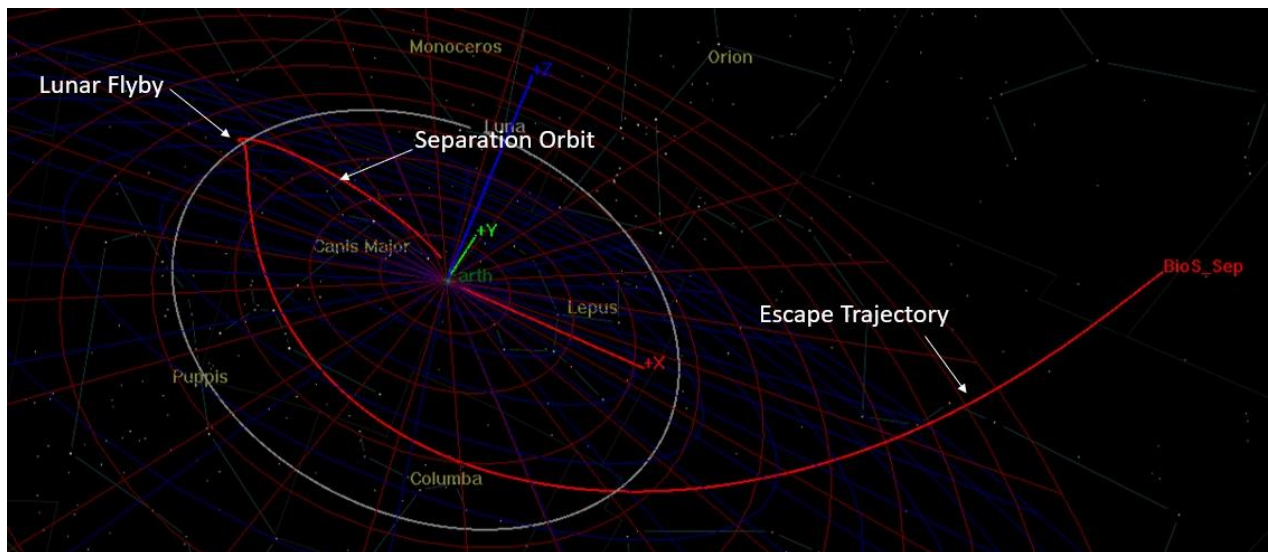 Monoceros
Orion
+Z
Lunar Flyby
Luna
Separation Orbit
+Y
Canis Major
Earth
BioS_Sep
Lepus
Escape Trajectory
+X
Puppis
Columba